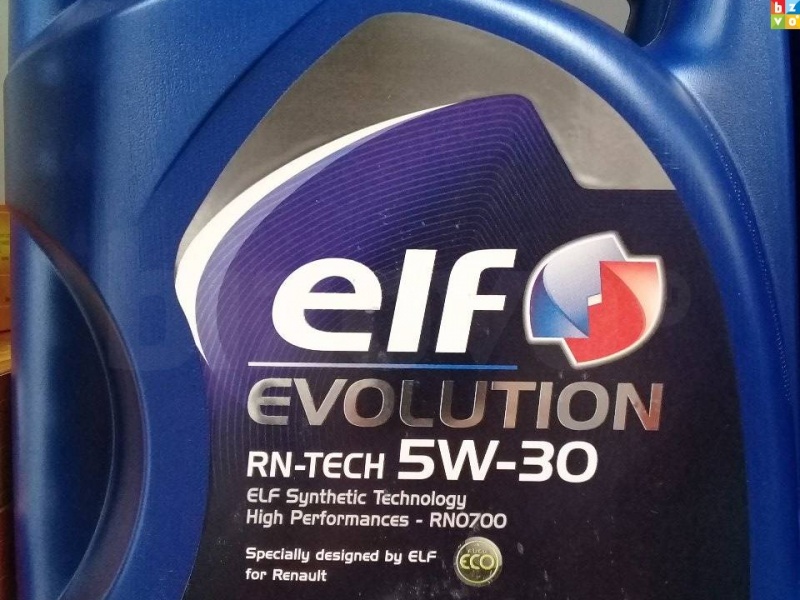 bzvo
elf
EVOLUTION
RN-TECH 5W-30
ELF Synthetic Technology
High Performances - RN0700
Specially designed by ELF
for Renault
ECO